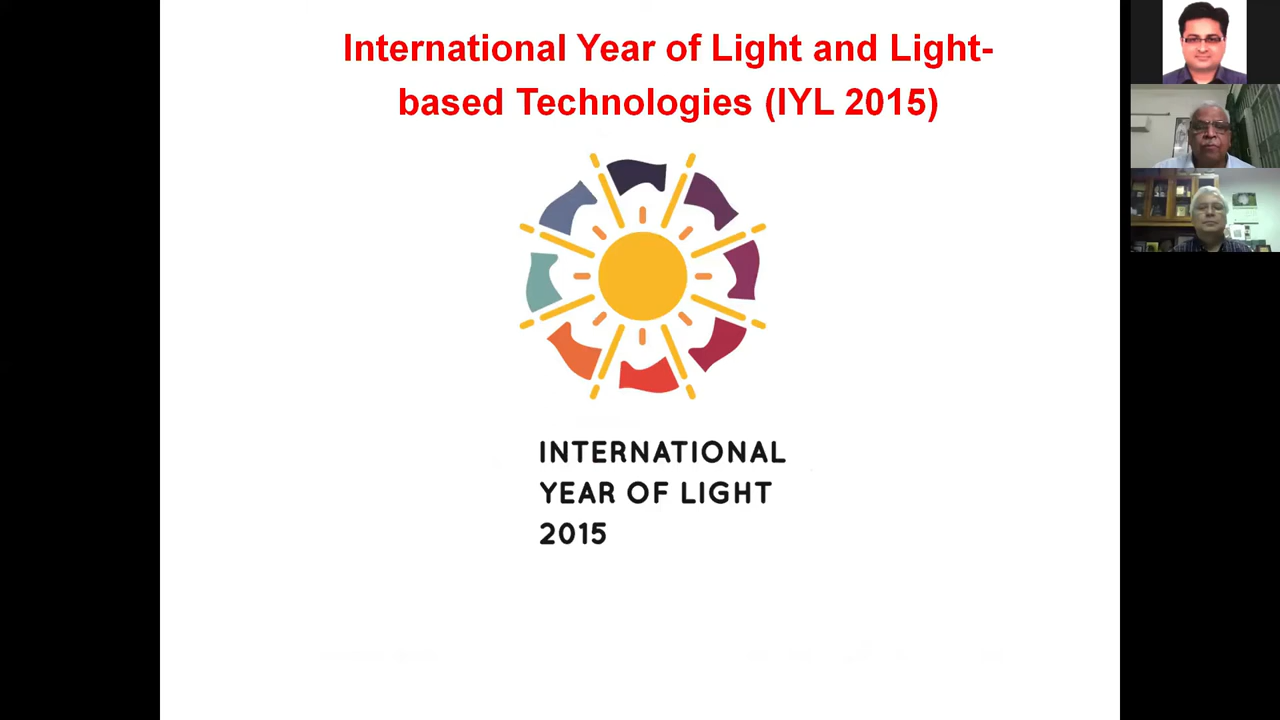 International Year of Light and Light-
based Technologies (IYL 2015)
INTERNATIONAL
YEAR OF LIGHT
2015